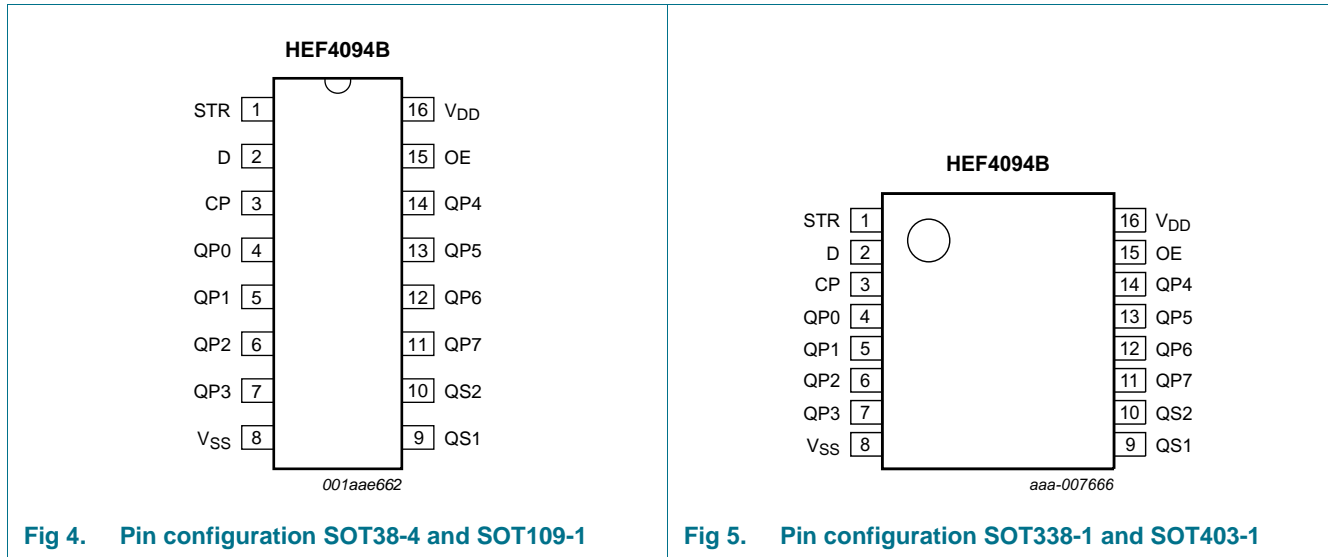 HEF4094B
STR 1 16 VDD
D 2 15 OE
CP 3 14 QP4
QP0 4 13 QP5
QP1 5 12 QP6
QP2 6 11 QP7
QP3 7 10 QS2
VSS 8 9 QS1
001aae662
Fig 4. Pin configuration SOT38-4 and SOT109-1
HEF4094B
STR 1 16 VDD
D 2 15 OE
CP 3 14 QP4
QP0 4 13 QP5
QP1 5 12 QP6
QP2 6 11 QP7
QP3 7 10 QS2
VSS 8 9 QS1
aaa-007666
Fig 5. Pin configuration SOT338-1 and SOT403-1